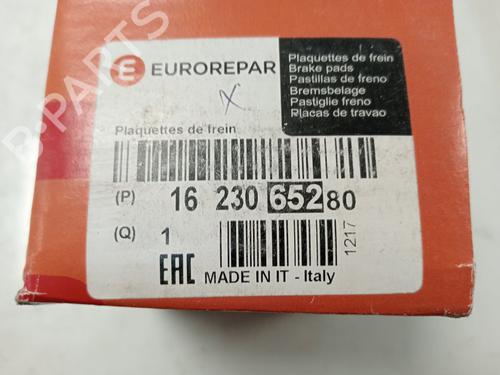 EUROREPAR
Plaquettes de frein
Brake pads
Pastillas de freno
Bremsbelage
Pastiglie freno
Placas de travao
X
Plaquettes de frein
(P) 16 230 652 80
(Q) 1
1217
EAC MADE IN IT - Italy
B-PARTS